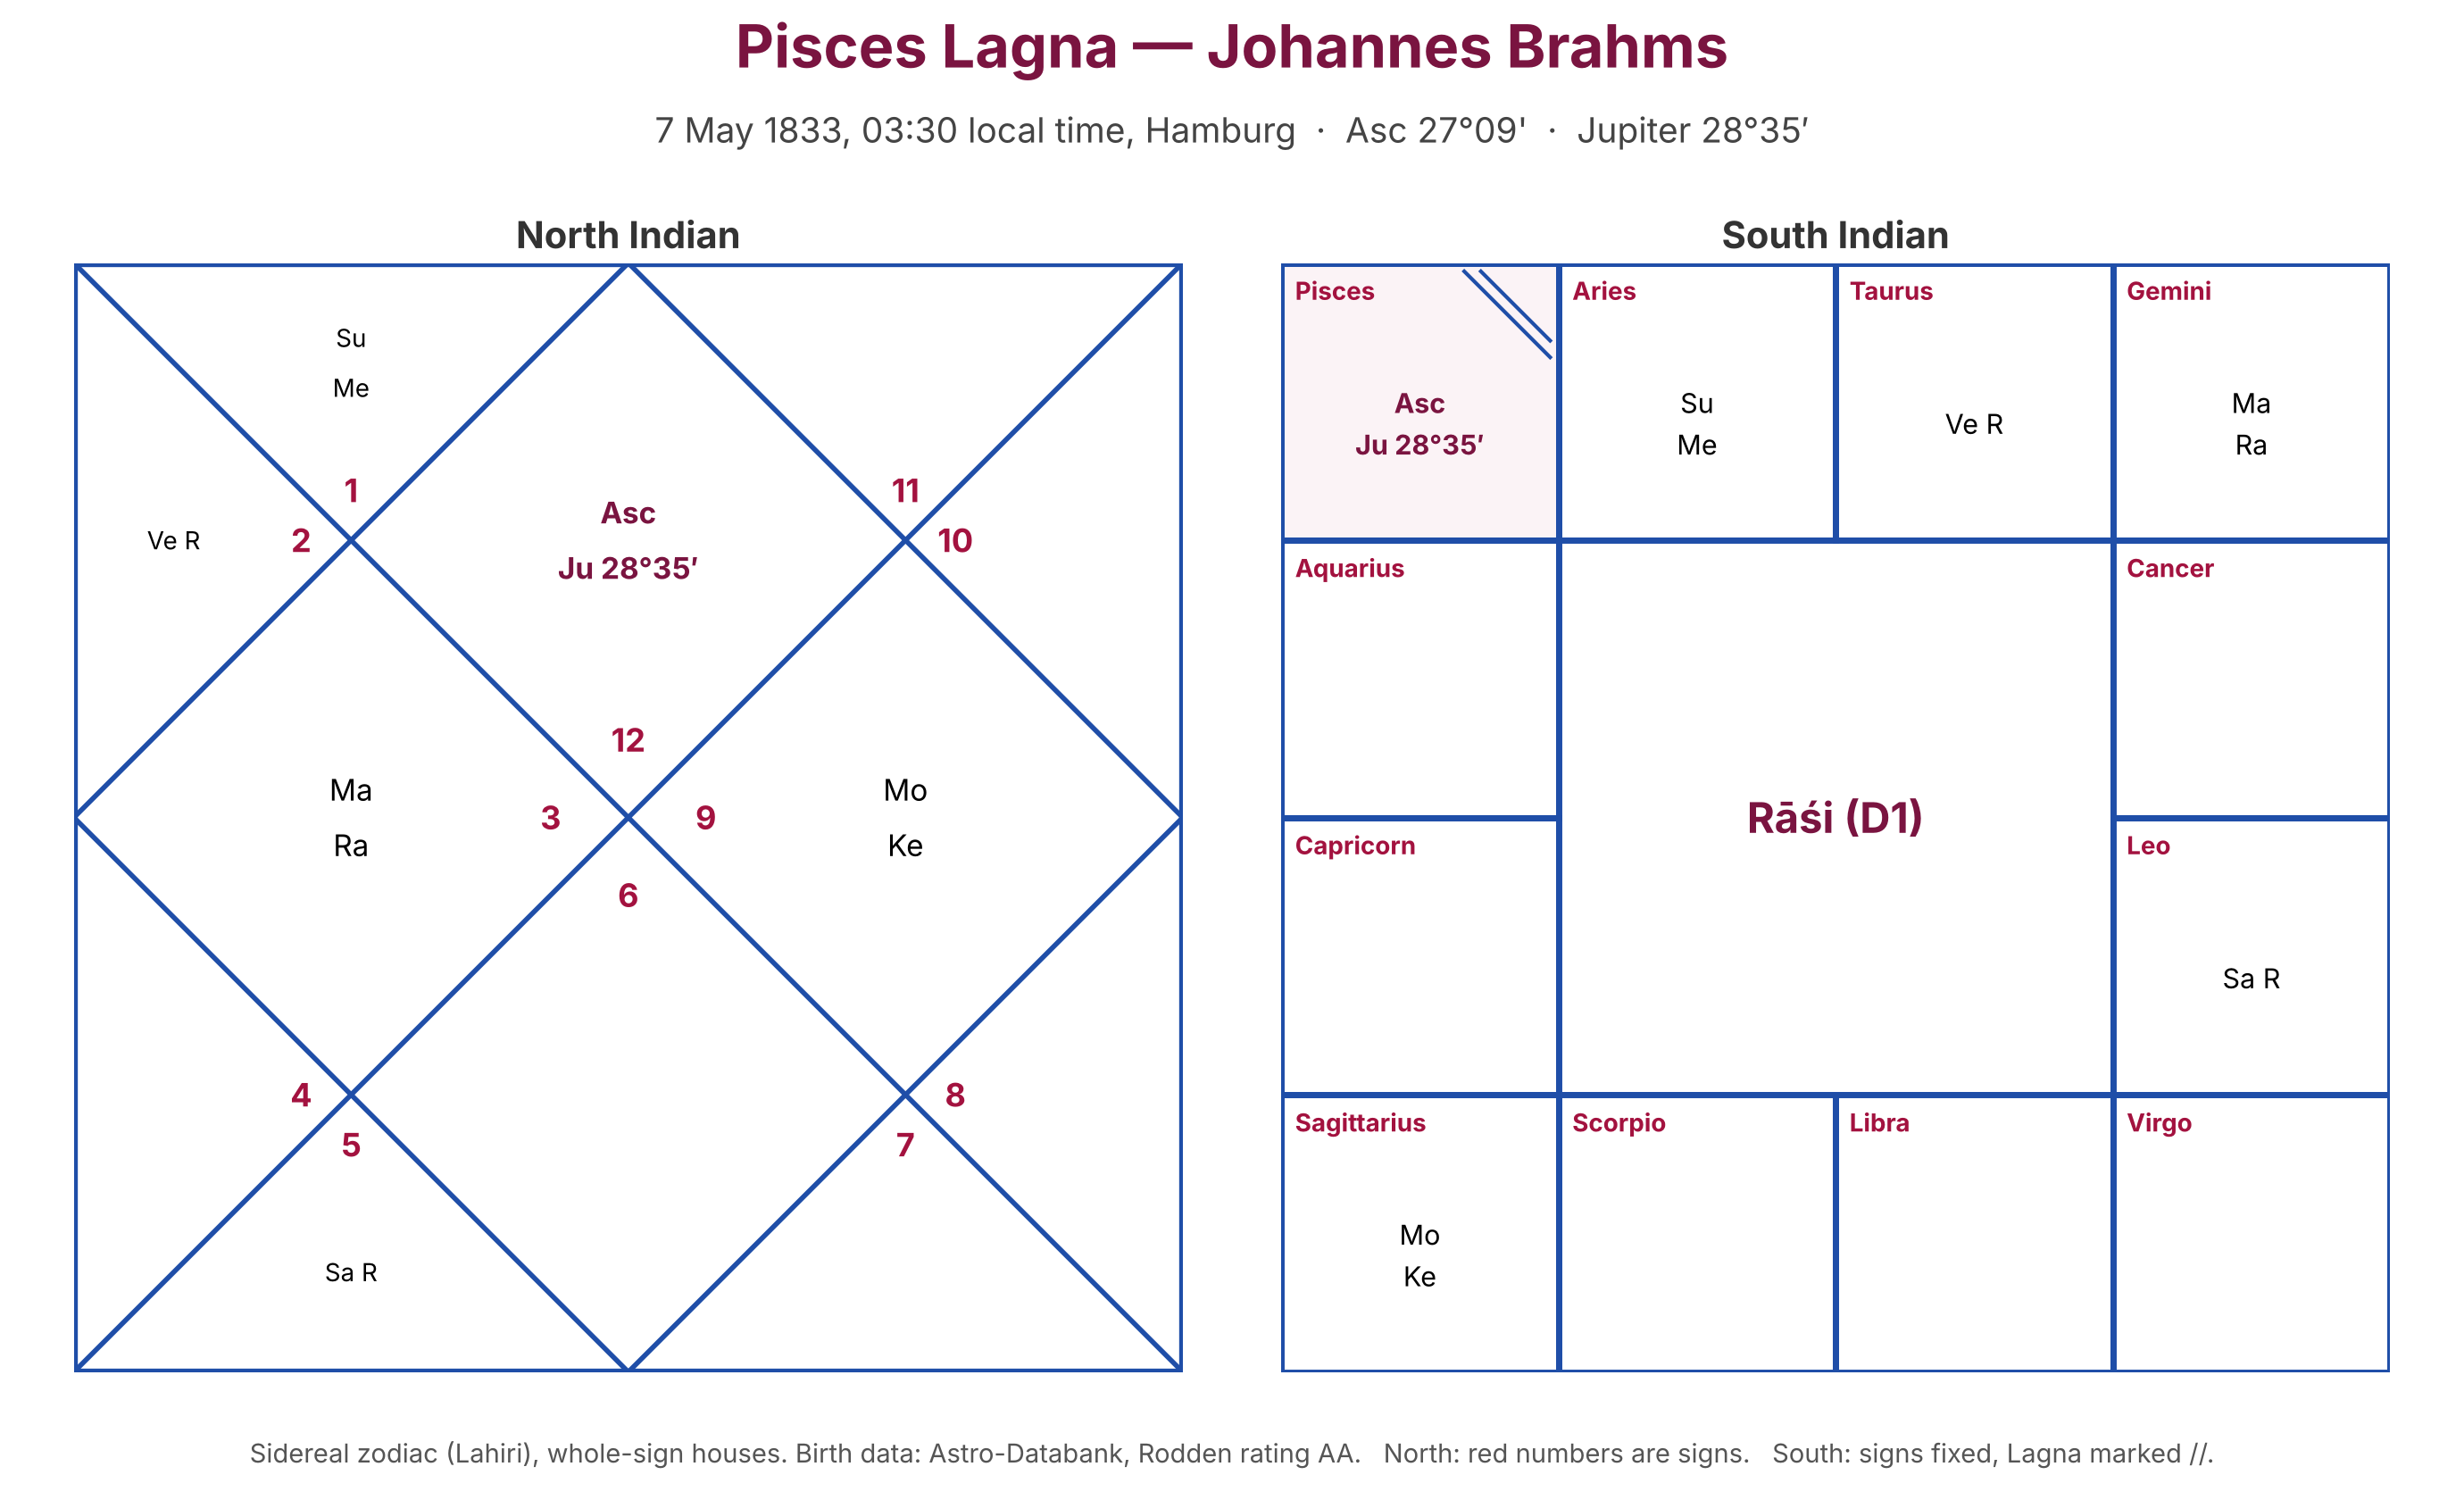 Pisces Lagna — Johannes Brahms
7 May 1833, 03:30 local time, Hamburg · Asc 27°09' · Jupiter 28°35′
North Indian
Su
Me
1
2
Ve R
Asc
Ju 28°35′
12
11
10
Ma
Ra
3
9
Mo
Ke
6
4
5
Sa R
8
7
South Indian
Pisces
Asc
Ju 28°35′
Aries
Su
Me
Taurus
Ve R
Gemini
Ma
Ra
Aquarius
Cancer
Rāśi (D1)
Capricorn
Leo
Sa R
Sagittarius
Mo
Ke
Scorpio
Libra
Virgo
Sidereal zodiac (Lahiri), whole-sign houses. Birth data: Astro-Databank, Rodden rating AA. North: red numbers are signs. South: signs fixed, Lagna marked //.